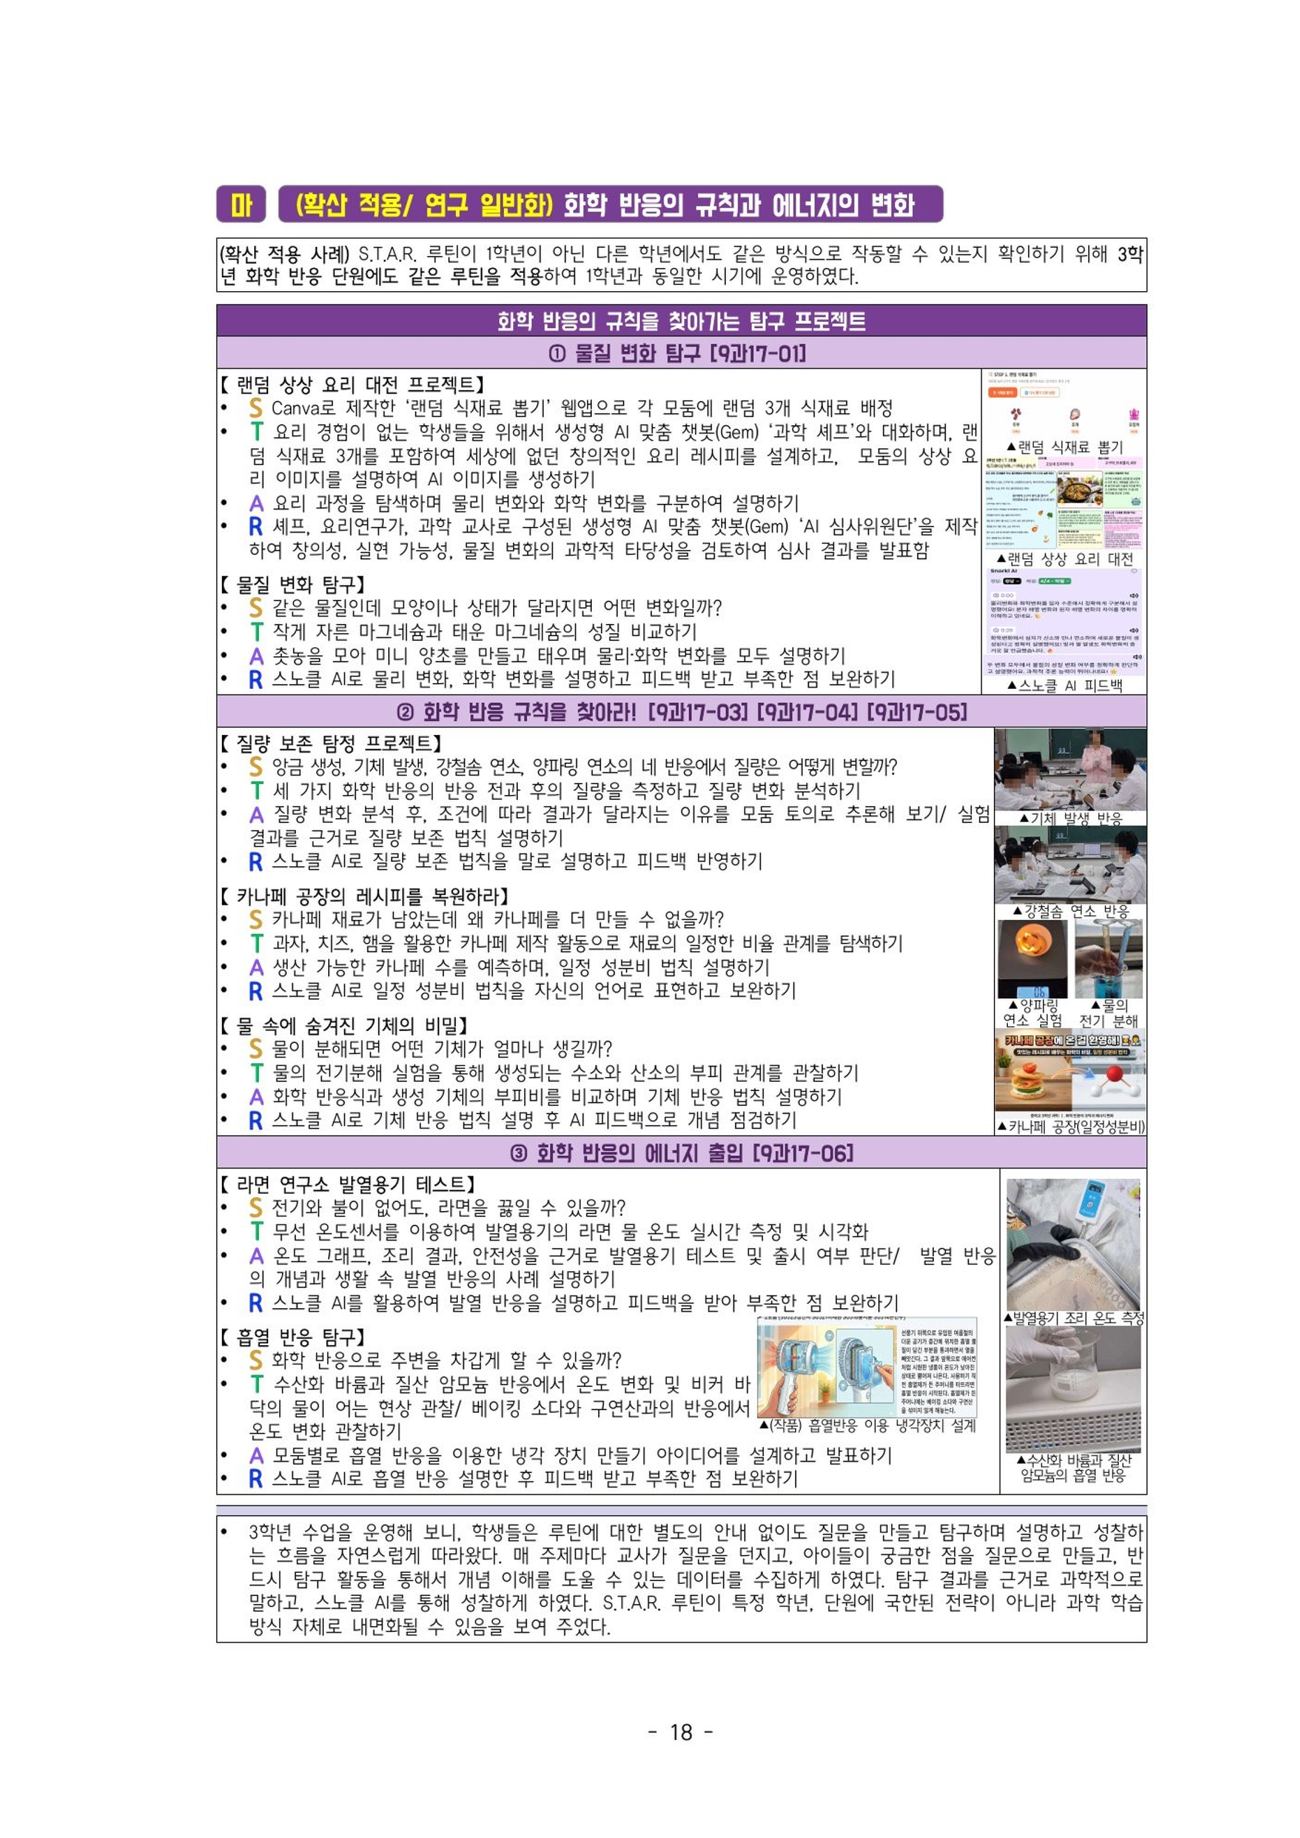 마 (확산 적용/ 연구 일반화) 화학 반응의 규칙과 에너지의 변화
(확산 적용 사례) S.T.A.R. 루틴이 1학년이 아닌 다른 학년에서도 같은 방식으로 작동할 수 있는지 확인하기 위해 3학
년 화학 반응 단원에도 같은 루틴을 적용하여 1학년과 동일한 시기에 운영하였다.
화학 반응의 규칙을 찾아가는 탐구 프로젝트
① 물질 변화 탐구 [9과17-01]
【 랜덤 상상 요리 대전 프로젝트】
• S Canva로 제작한 ‘랜덤 식재료 뽑기’ 웹앱으로 각 모둠에 랜덤 3개 식재료 배정
• T 요리 경험이 없는 학생들을 위해서 생성형 AI 맞춤 챗봇(Gem) ‘과학 셰프’와 대화하며, 랜
덤 식재료 3개를 포함하여 세상에 없던 창의적인 요리 레시피를 설계하고, 모둠의 상상 요
리 이미지를 설명하여 AI 이미지를 생성하기
• A 요리 과정을 탐색하며 물리 변화와 화학 변화를 구분하여 설명하기
• R 셰프, 요리연구가, 과학 교사로 구성된 생성형 AI 맞춤 챗봇(Gem) ‘AI 심사위원단’을 제작
하여 창의성, 실현 가능성, 물질 변화의 과학적 타당성을 검토하여 심사 결과를 발표함
【 물질 변화 탐구】
• S 같은 물질인데 모양이나 상태가 달라지면 어떤 변화일까?
• T 작게 자른 마그네슘과 태운 마그네슘의 성질 비교하기
• A 촛농을 모아 미니 양초를 만들고 태우며 물리·화학 변화를 모두 설명하기
• R 스노클 AI로 물리 변화, 화학 변화를 설명하고 피드백 받고 부족한 점 보완하기
▲랜덤 식재료 뽑기
▲랜덤 상상 요리 대전
▲스노클 AI 피드백
② 화학 반응 규칙을 찾아라! [9과17-03] [9과17-04] [9과17-05]
【 질량 보존 탐정 프로젝트】
• S 앙금 생성, 기체 발생, 강철솜 연소, 양파링 연소의 네 반응에서 질량은 어떻게 변할까?
• T 세 가지 화학 반응의 반응 전과 후의 질량을 측정하고 질량 변화 분석하기
• A 질량 변화 분석 후, 조건에 따라 결과가 달라지는 이유를 모둠 토의로 추론해 보기/ 실험
결과를 근거로 질량 보존 법칙 설명하기
• R 스노클 AI로 질량 보존 법칙을 말로 설명하고 피드백 반영하기
【 카나페 공장의 레시피를 복원하라】
• S 카나페 재료가 남았는데 왜 카나페를 더 만들 수 없을까?
• T 과자, 치즈, 햄을 활용한 카나페 제작 활동으로 재료의 일정한 비율 관계를 탐색하기
• A 생산 가능한 카나페 수를 예측하며, 일정 성분비 법칙 설명하기
• R 스노클 AI로 일정 성분비 법칙을 자신의 언어로 표현하고 보완하기
【 물 속에 숨겨진 기체의 비밀】
• S 물이 분해되면 어떤 기체가 얼마나 생길까?
• T 물의 전기분해 실험을 통해 생성되는 수소와 산소의 부피 관계를 관찰하기
• A 화학 반응식과 생성 기체의 부피비를 비교하며 기체 반응 법칙 설명하기
• R 스노클 AI로 기체 반응 법칙 설명 후 AI 피드백으로 개념 점검하기
▲기체 발생 반응
▲강철솜 연소 반응
▲양파링 ▲물의
연소 실험 전기 분해
카나페 공장에 온 걸 환영해!
▲카나페 공장(일정성분비)
③ 화학 반응의 에너지 출입 [9과17-06]
【 라면 연구소 발열용기 테스트】
• S 전기와 불이 없어도, 라면을 끓일 수 있을까?
• T 무선 온도센서를 이용하여 발열용기의 라면 물 온도 실시간 측정 및 시각화
• A 온도 그래프, 조리 결과, 안전성을 근거로 발열용기 테스트 및 출시 여부 판단/ 발열 반응
의 개념과 생활 속 발열 반응의 사례 설명하기
• R 스노클 AI를 활용하여 발열 반응을 설명하고 피드백을 받아 부족한 점 보완하기
【 흡열 반응 탐구】
• S 화학 반응으로 주변을 차갑게 할 수 있을까?
• T 수산화 바륨과 질산 암모늄 반응에서 온도 변화 및 비커 바
닥의 물이 어는 현상 관찰/ 베이킹 소다와 구연산과의 반응에서
온도 변화 관찰하기
• A 모둠별로 흡열 반응을 이용한 냉각 장치 만들기 아이디어를 설계하고 발표하기
• R 스노클 AI로 흡열 반응 설명한 후 피드백 받고 부족한 점 보완하기
▲(작품) 흡열반응 이용 냉각장치 설계
▲발열용기 조리 온도 측정
▲수산화 바륨과 질산
암모늄의 흡열 반응
• 3학년 수업을 운영해 보니, 학생들은 루틴에 대한 별도의 안내 없이도 질문을 만들고 탐구하며 설명하고 성찰하
는 흐름을 자연스럽게 따라왔다. 매 주제마다 교사가 질문을 던지고, 아이들이 궁금한 점을 질문으로 만들고, 반
드시 탐구 활동을 통해서 개념 이해를 도울 수 있는 데이터를 수집하게 하였다. 탐구 결과를 근거로 과학적으로
말하고, 스노클 AI를 통해 성찰하게 하였다. S.T.A.R. 루틴이 특정 학년, 단원에 국한된 전략이 아니라 과학 학습
방식 자체로 내면화될 수 있음을 보여 주었다.
- 18 -